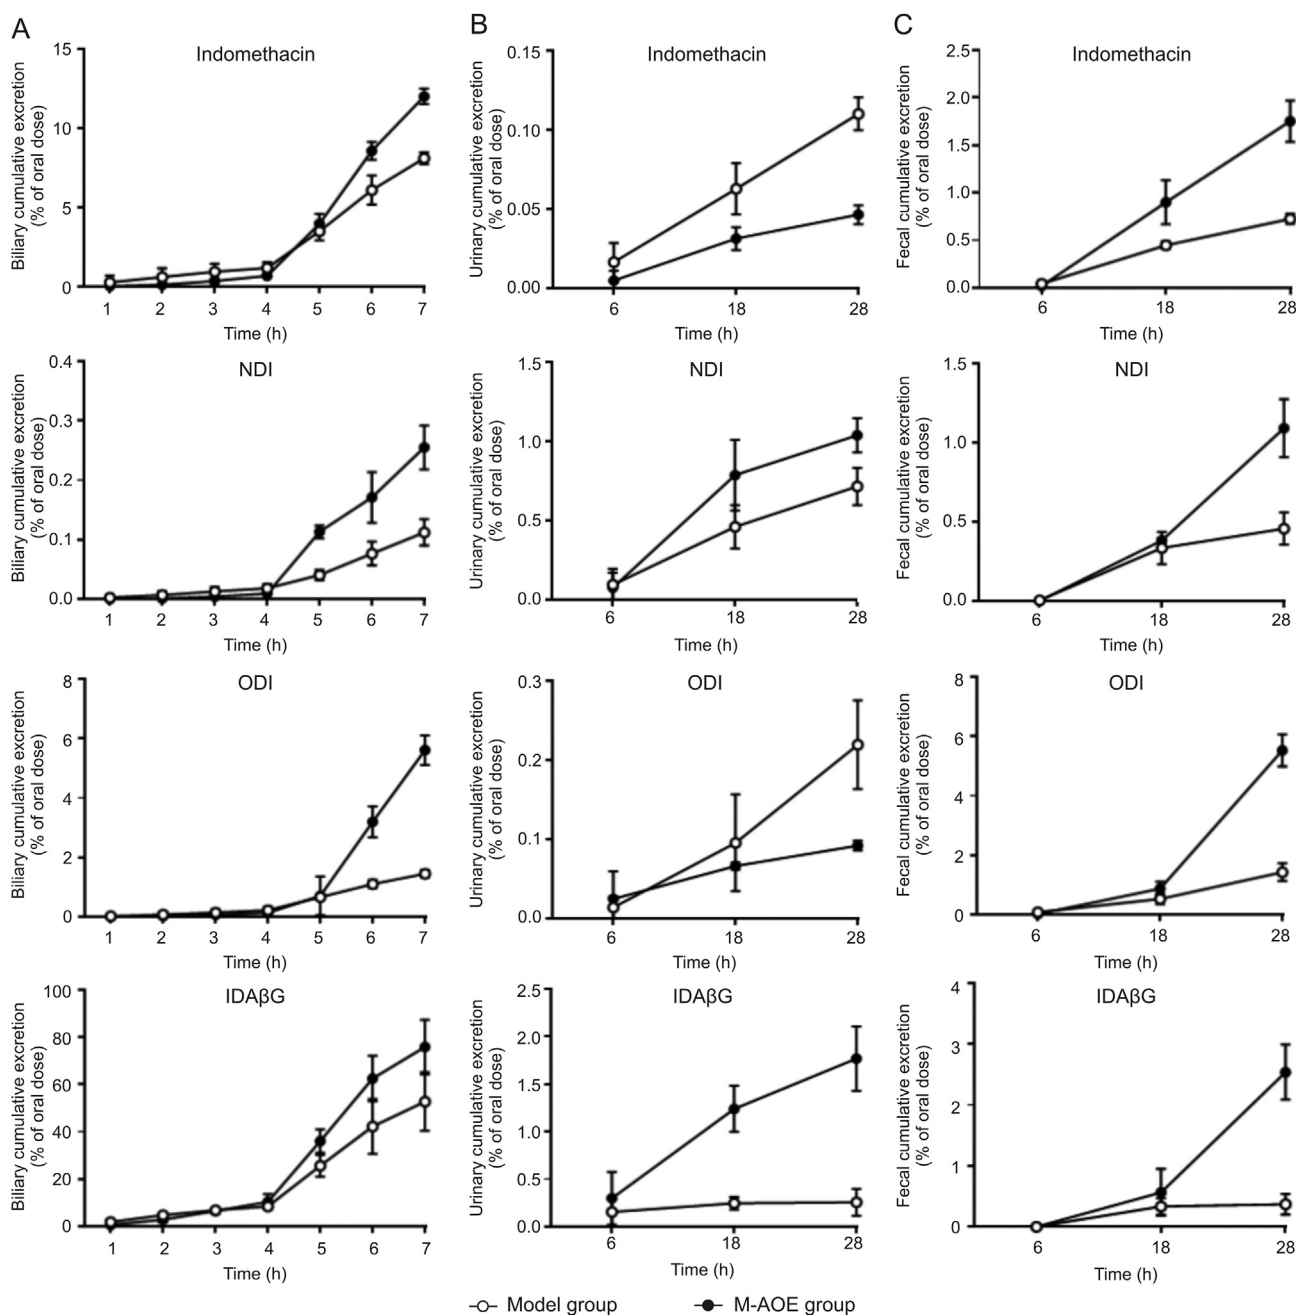 A
Indomethacin
Biliary cumulative excretion
(% of oral dose)
15
10
5
0
1 2 3 4 5 6 7
Time (h)
NDI
Biliary cumulative excretion
(% of oral dose)
0.4
0.3
0.2
0.1
0.0
1 2 3 4 5 6 7
Time (h)
ODI
Biliary cumulative excretion
(% of oral dose)
8
6
4
2
0
1 2 3 4 5 6 7
Time (h)
IDAβG
Biliary cumulative excretion
(% of oral dose)
100
80
60
40
20
0
1 2 3 4 5 6 7
Time (h)
B
Indomethacin
Urinary cumulative excretion
(% of oral dose)
0.15
0.10
0.05
0.00
6 18 28
Time (h)
NDI
Urinary cumulative excretion
(% of oral dose)
1.5
1.0
0.5
0.0
6 18 28
Time (h)
ODI
Urinary cumulative excretion
(% of oral dose)
0.3
0.2
0.1
0.0
6 18 28
Time (h)
IDAβG
Urinary cumulative excretion
(% of oral dose)
2.5
2.0
1.5
1.0
0.5
0.0
6 18 28
Time (h)
C
Indomethacin
Fecal cumulative excretion
(% of oral dose)
2.5
2.0
1.5
1.0
0.5
0.0
6 18 28
Time (h)
NDI
Fecal cumulative excretion
(% of oral dose)
1.5
1.0
0.5
0.0
6 18 28
Time (h)
ODI
Fecal cumulative excretion
(% of oral dose)
8
6
4
2
0
6 18 28
Time (h)
IDAβG
Fecal cumulative excretion
(% of oral dose)
4
3
2
1
0
6 18 28
Time (h)
Model group M-AOE group